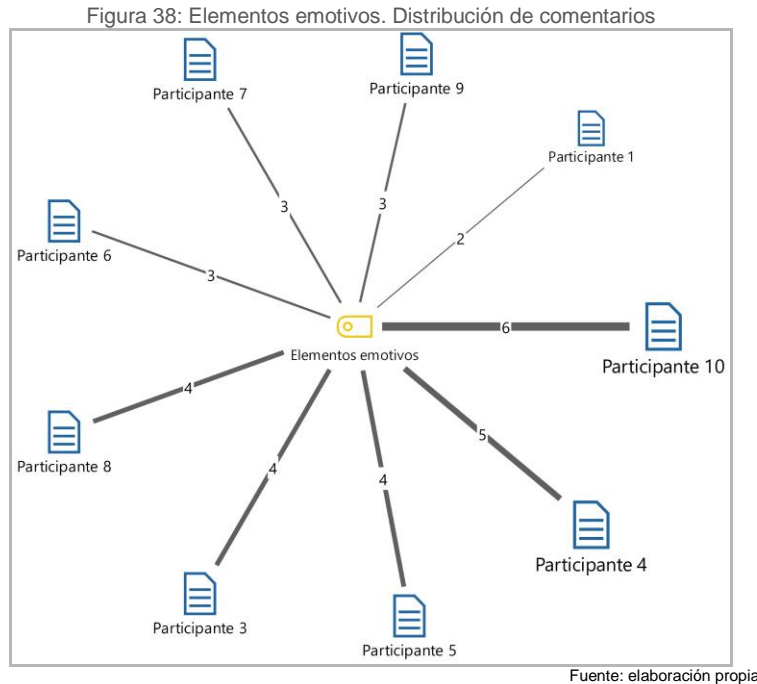 Figura 38: Elementos emotivos. Distribución de comentarios
Participante 7
Participante 9
Participante 1
3
3
2
Participante 6
3
6
Elementos emotivos
Participante 10
4
5
Participante 8
4
4
Participante 4
Participante 3
Participante 5
Fuente: elaboración propia